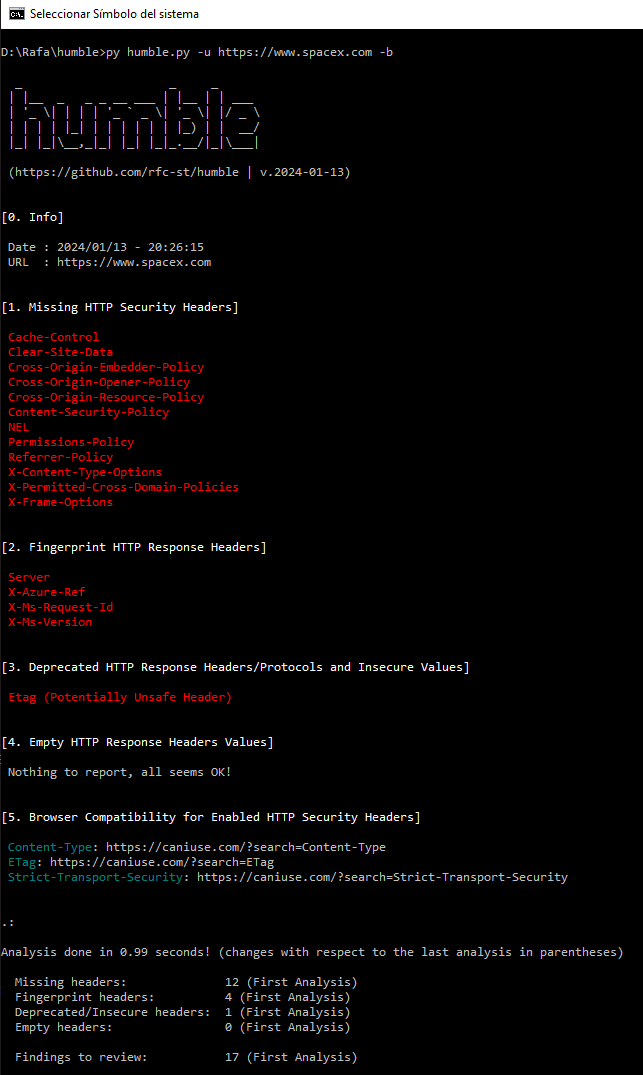 Seleccionar Símbolo del sistema
D:\Rafa\humble>py humble.py -u https://www.spacex.com -b
humble
(https://github.com/rfc-st/humble | v.2024-01-13)
[0. Info]
Date : 2024/01/13 - 20:26:15
URL  : https://www.spacex.com
[1. Missing HTTP Security Headers]
Cache-Control
Clear-Site-Data
Cross-Origin-Embedder-Policy
Cross-Origin-Opener-Policy
Cross-Origin-Resource-Policy
Content-Security-Policy
NEL
Permissions-Policy
Referrer-Policy
X-Content-Type-Options
X-Permitted-Cross-Domain-Policies
X-Frame-Options
[2. Fingerprint HTTP Response Headers]
Server
X-Azure-Ref
X-Ms-Request-Id
X-Ms-Version
[3. Deprecated HTTP Response Headers/Protocols and Insecure Values]
Etag (Potentially Unsafe Header)
[4. Empty HTTP Response Headers Values]
Nothing to report, all seems OK!
[5. Browser Compatibility for Enabled HTTP Security Headers]
Content-Type: https://caniuse.com/?search=Content-Type
ETag: https://caniuse.com/?search=ETag
Strict-Transport-Security: https://caniuse.com/?search=Strict-Transport-Security
.:
Analysis done in 0.99 seconds! (changes with respect to the last analysis in parentheses)
Missing headers:              12 (First Analysis)
Fingerprint headers:          4 (First Analysis)
Deprecated/Insecure headers:  1 (First Analysis)
Empty headers:                0 (First Analysis)
Findings to review:           17 (First Analysis)